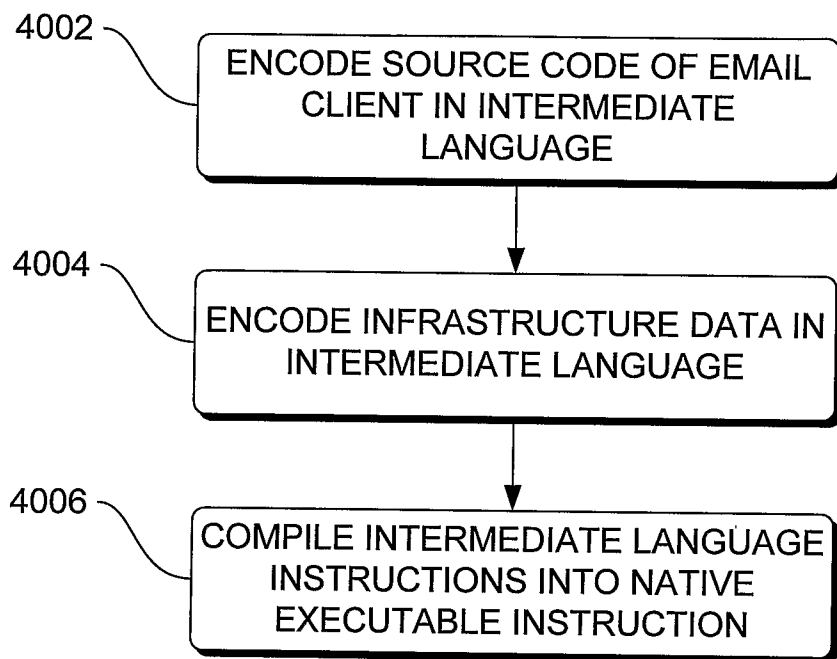 4002
ENCODE SOURCE CODE OF EMAIL
CLIENT IN INTERMEDIATE
LANGUAGE
4004
ENCODE INFRASTRUCTURE DATA IN
INTERMEDIATE LANGUAGE
4006
COMPILE INTERMEDIATE LANGUAGE
INSTRUCTIONS INTO NATIVE
EXECUTABLE INSTRUCTION